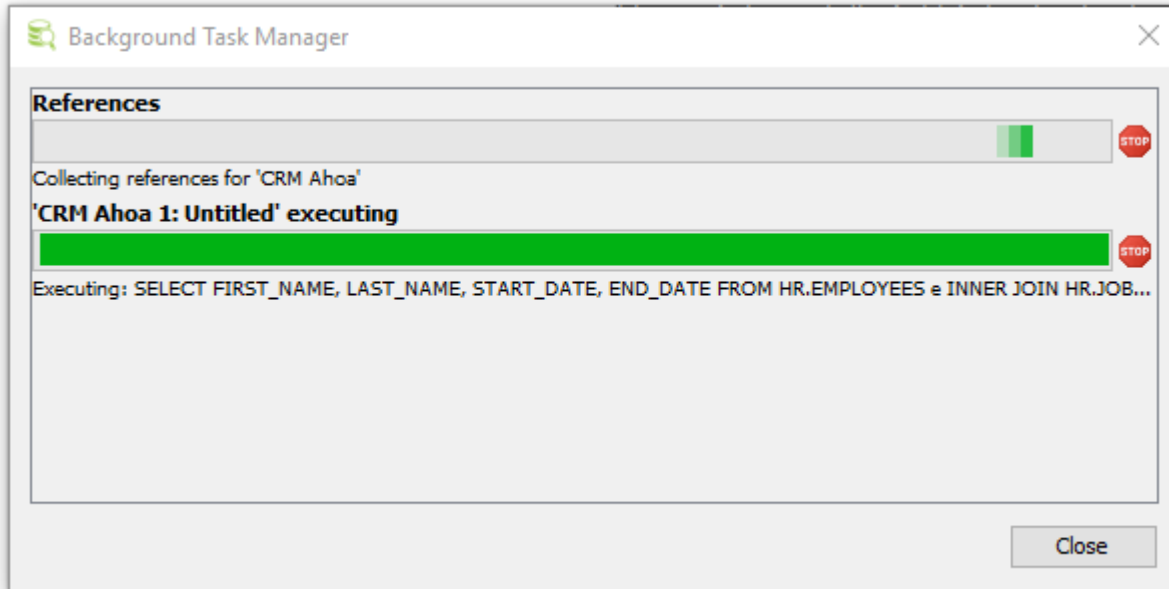 Background Task Manager
References
STOP
Collecting references for 'CRM Ahoa'
'CRM Ahoa 1: Untitled' executing
STOP
Executing: SELECT FIRST_NAME, LAST_NAME, START_DATE, END_DATE FROM HR.EMPLOYEES e INNER JOIN HR.JOB...
Close